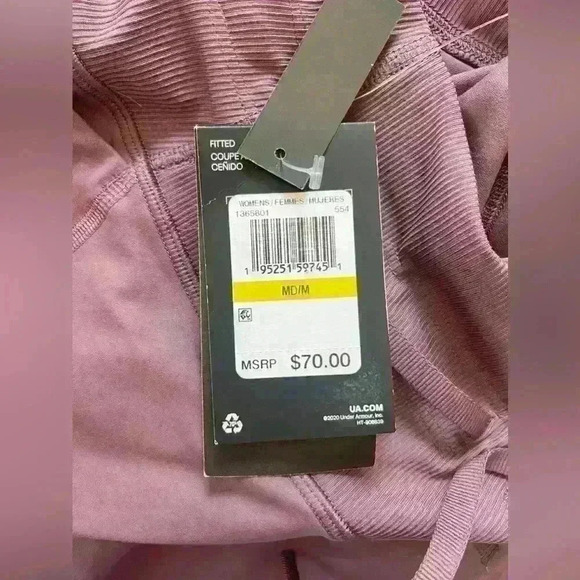 FITTED
COUPE A
CEÑIDO
WOMENS/FEMMES/MUJERES
1365801 554
1 95251 59745 1
MD/M
MSRP $70.00
UA.COM
©2020 Under Armour, Inc.